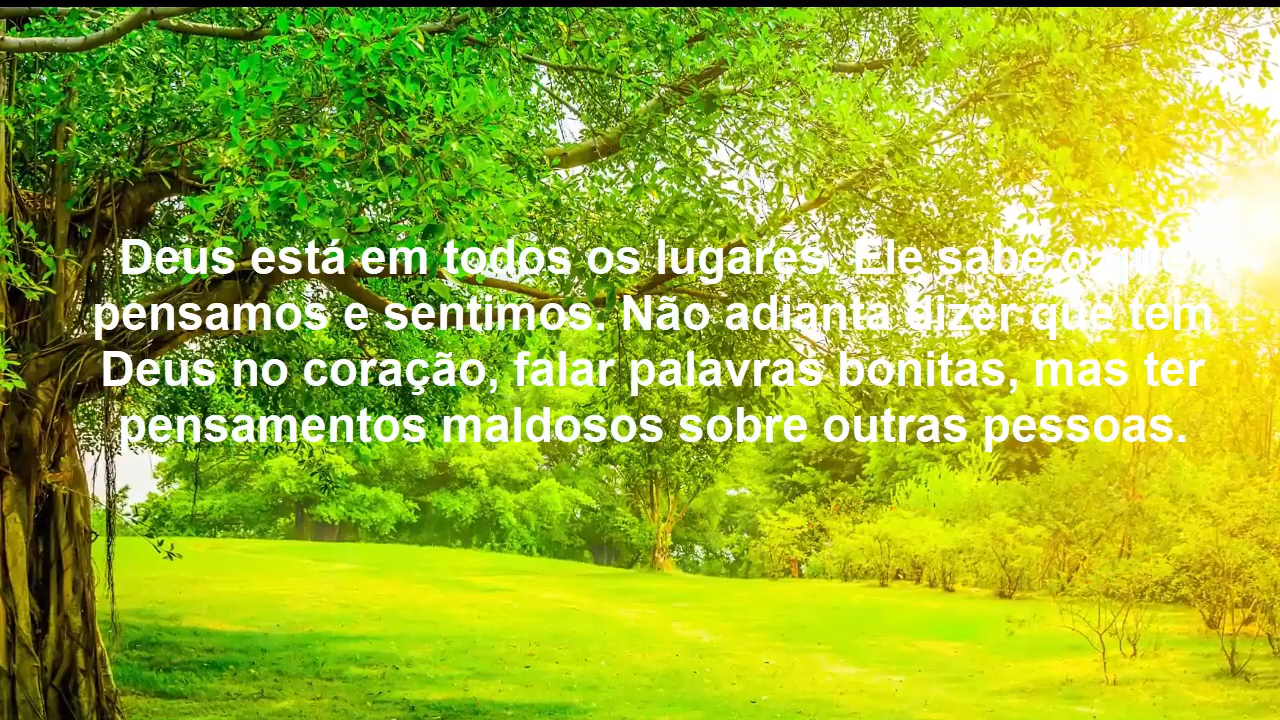 Deus está em todos os lugares. Ele sabe o que
pensamos e sentimos. Não adianta dizer que tem
Deus no coração, falar palavras bonitas, mas ter
pensamentos maldosos sobre outras pessoas.